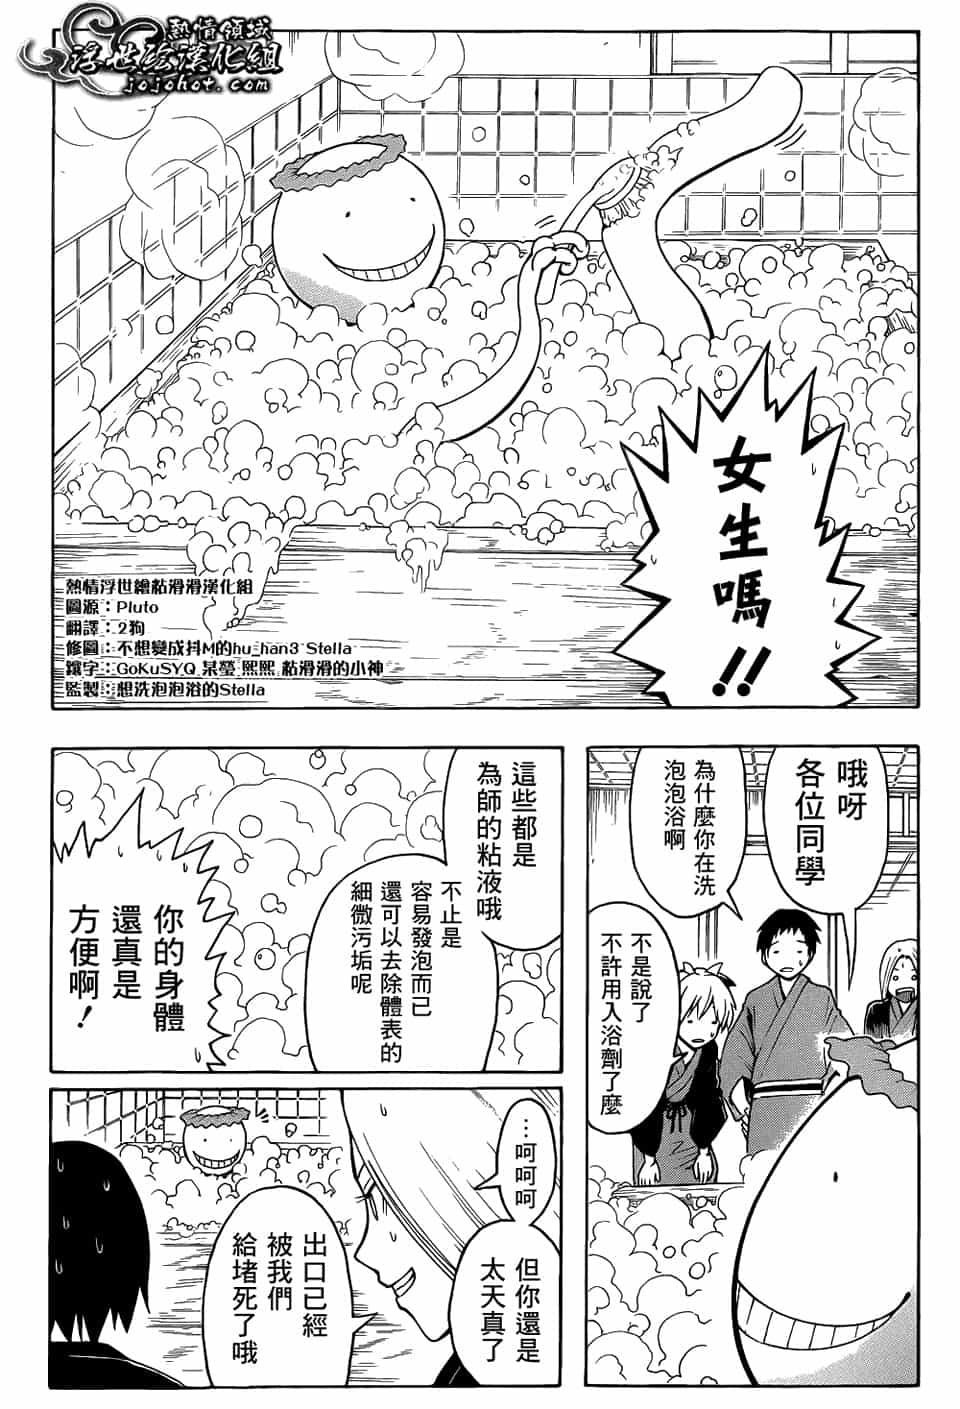 熱情領域
浮世绘漢化組
jojohot.com
女生嗎!!
熱情浮世繪粘滑滑漢化組
圖源：Pluto
翻譯：2狗
修圖：不想變成抖M的hu_han3 Stella
鑲字：GoKuSYQ 某瑩 熙熙 粘滑滑的小神
監製：想洗泡泡浴的Stella
哦呀
各位同學
為什麼你在洗
泡泡浴啊
不是說了
不許用入浴劑了麼
這些都是
為師的粘液哦
不止是
容易發泡而已
還可以去除體表的
細微污垢呢
你的身體
還真是
方便啊！
…呵呵呵
但你還是
太天真了
出口已經
被我們
給堵死了哦